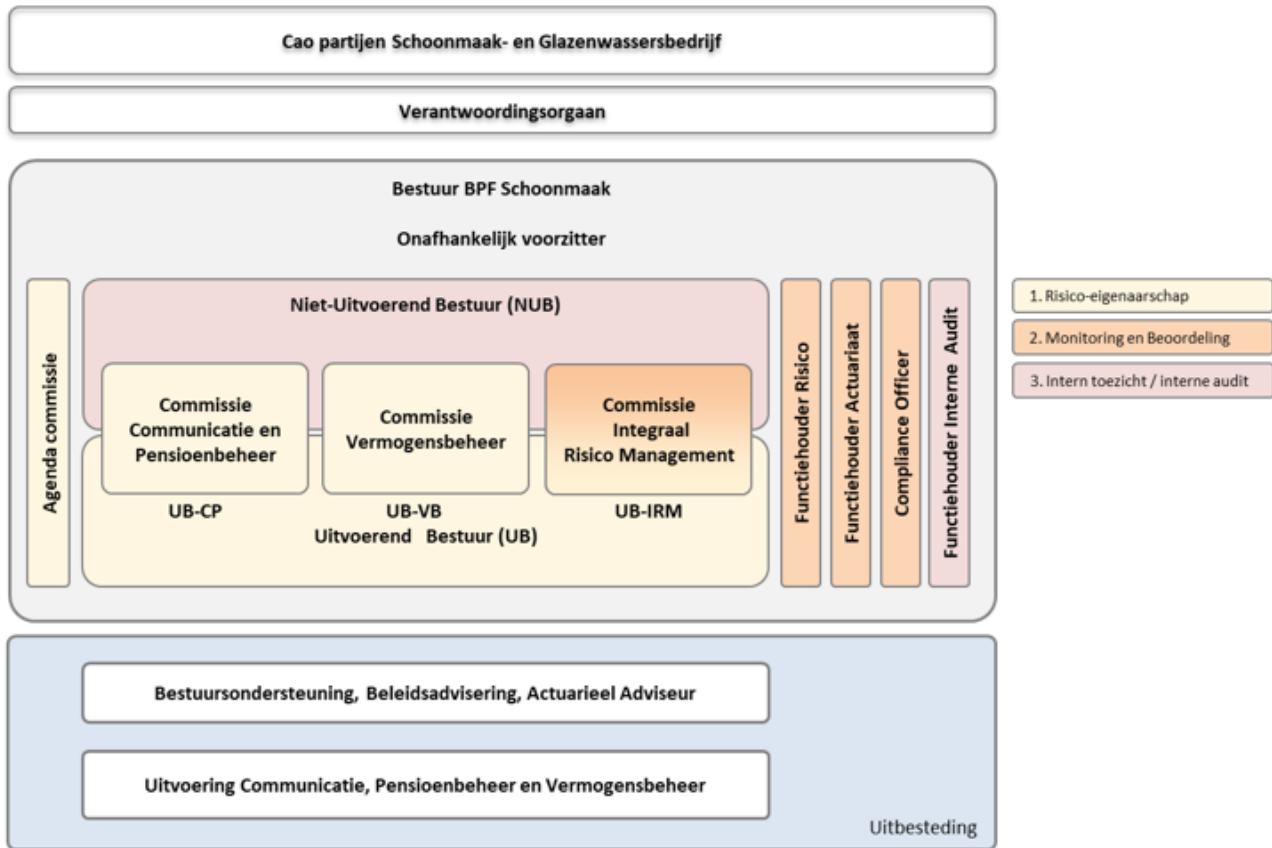 Cao partijen Schoonmaak- en Glazenwassersbedrijf
Verantwoordingsorgaan
Bestuur BPF Schoonmaak
Onafhankelijk voorzitter
Agenda commissie
Niet-Uitvoerend Bestuur (NUB)
Commissie
Communicatie en
Pensioenbeheer
Commissie
Vermogensbeheer
Commissie
Integraal
Risico Management
UB-CP
UB-VB
UB-IRM
Uitvoerend Bestuur (UB)
Functiehouder Risico
Functiehouder Actuariaat
Compliance Officer
Functiehouder Interne Audit
1. Risico-eigenaarschap
2. Monitoring en Beoordeling
3. Intern toezicht / interne audit
Bestuursondersteuning, Beleidsadvisering, Actuarieel Adviseur
Uitvoering Communicatie, Pensioenbeheer en Vermogensbeheer
Uitbesteding